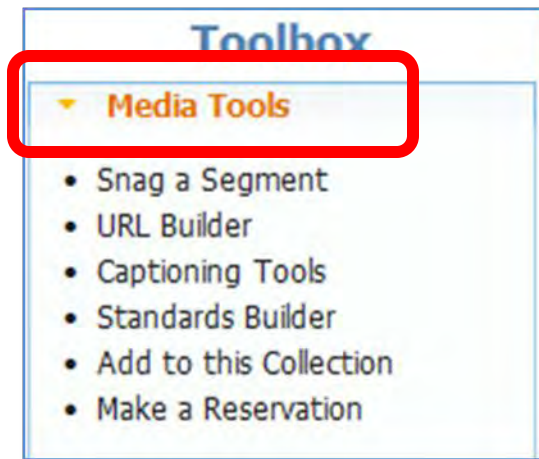 Toolbox
Media Tools
• Snag a Segment
• URL Builder
• Captioning Tools
• Standards Builder
• Add to this Collection
• Make a Reservation